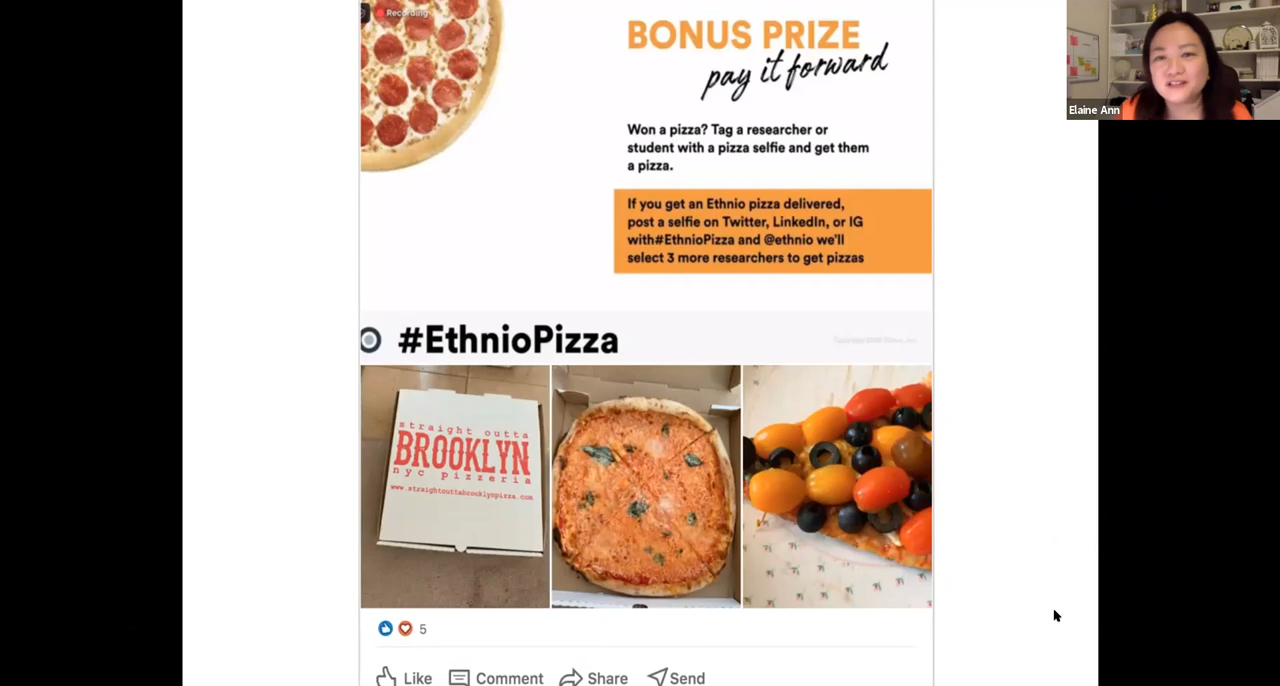 Recording
BONUS PRIZE
pay it forward
Elaine Ann
Won a pizza? Tag a researcher or
student with a pizza selfie and get them
a pizza.
If you get an Ethnio pizza delivered,
post a selfie on Twitter, LinkedIn, or IG
with#EthnioPizza and @ethnio we'll
select 3 more researchers to get pizzas
#EthnioPizza
straight outta
BROOKLYN
nyc pizzeria
www.straightouttabrooklynpizza.com
5
Like Comment Share Send